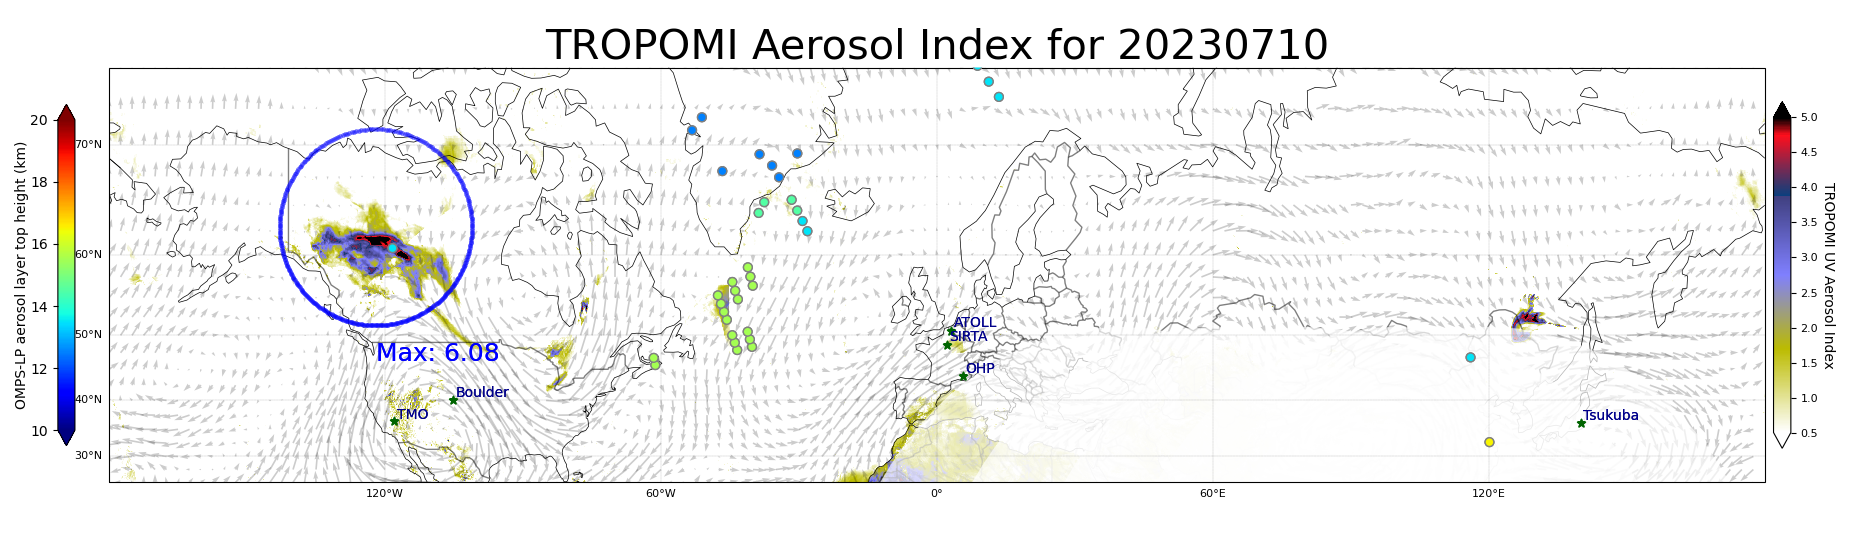 TROPOMI Aerosol Index for 20230710
OMPS-LP aerosol layer top height (km)
20
18
16
14
12
10
70°N
60°N
50°N
40°N
30°N
120°W
60°W
0°
60°E
120°E
Max: 6.08
Boulder
TMO
ATOLL
SIRTA
OHP
Tsukuba
5.0
4.5
4.0
3.5
3.0
2.5
2.0
1.5
1.0
0.5
TROPOMI UV Aerosol Index